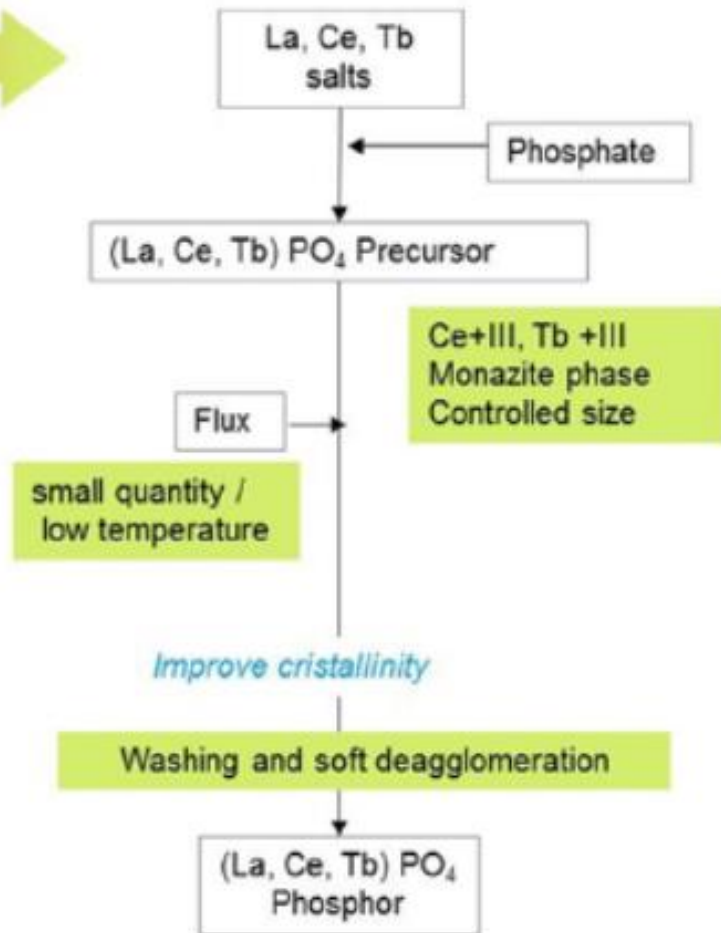 La, Ce, Tb
salts
Phosphate
(La, Ce, Tb) PO₄ Precursor
Ce+III, Tb +III
Monazite phase
Controlled size
Flux
small quantity /
low temperature
Improve cristallinity
Washing and soft deagglomeration
(La, Ce, Tb) PO₄
Phosphor